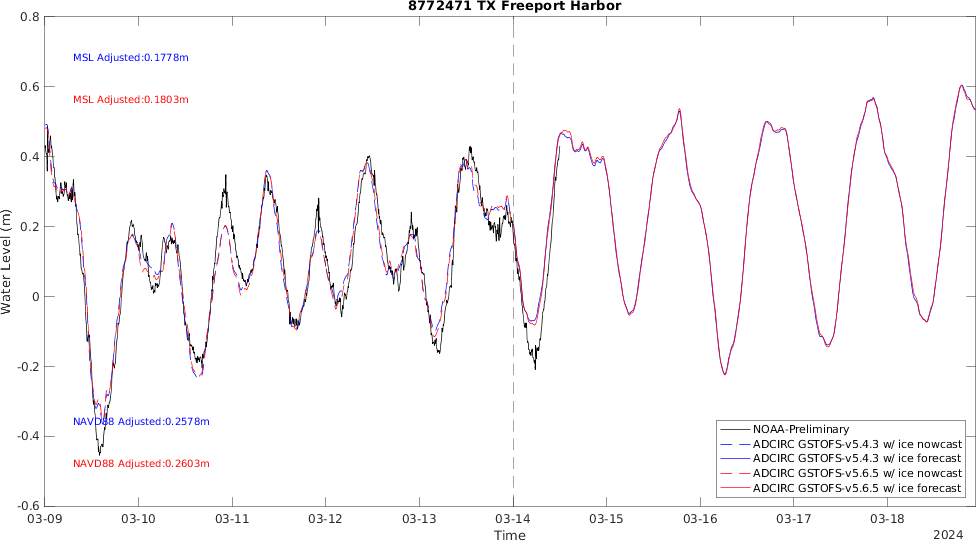 8772471 TX Freeport Harbor
0.8
0.6
0.4
0.2
0
-0.2
-0.4
-0.6
Water Level (m)
MSL Adjusted:0.1778m
MSL Adjusted:0.1803m
NAVD88 Adjusted:0.2578m
NAVD88 Adjusted:0.2603m
NOAA-Preliminary
ADCIRC GSTOFS-v5.4.3 w/ ice nowcast
ADCIRC GSTOFS-v5.4.3 w/ ice forecast
ADCIRC GSTOFS-v5.6.5 w/ ice nowcast
ADCIRC GSTOFS-v5.6.5 w/ ice forecast
03-09 03-10 03-11 03-12 03-13 03-14 03-15 03-16 03-17 03-18
Time
2024